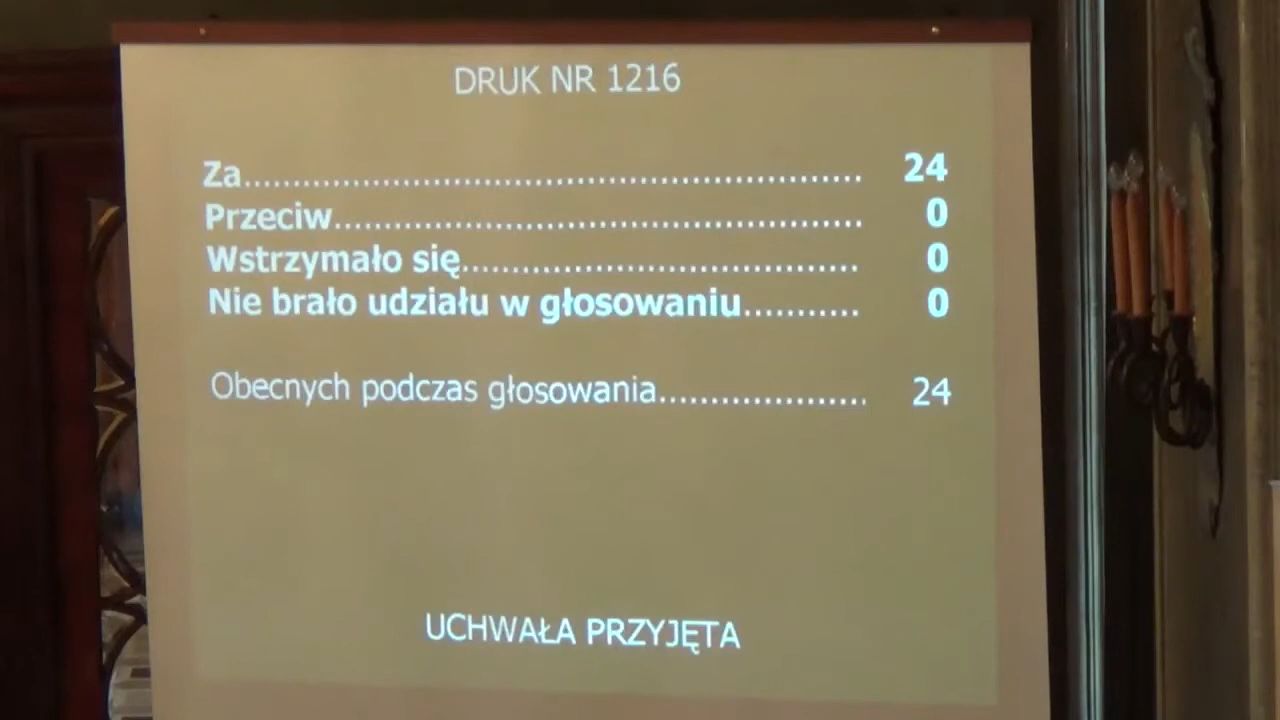 DRUK NR 1216
Za................................................................ 24
Przeciw....................................................... 0
Wstrzymało się......................................... 0
Nie brało udziału w głosowaniu........... 0
Obecnych podczas głosowania.................... 24
UCHWAŁA PRZYJĘTA